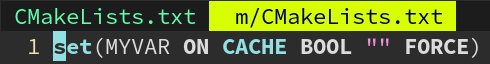 CMakeLists.txt m/CMakeLists.txt
1 set(MYVAR ON CACHE BOOL "" FORCE)